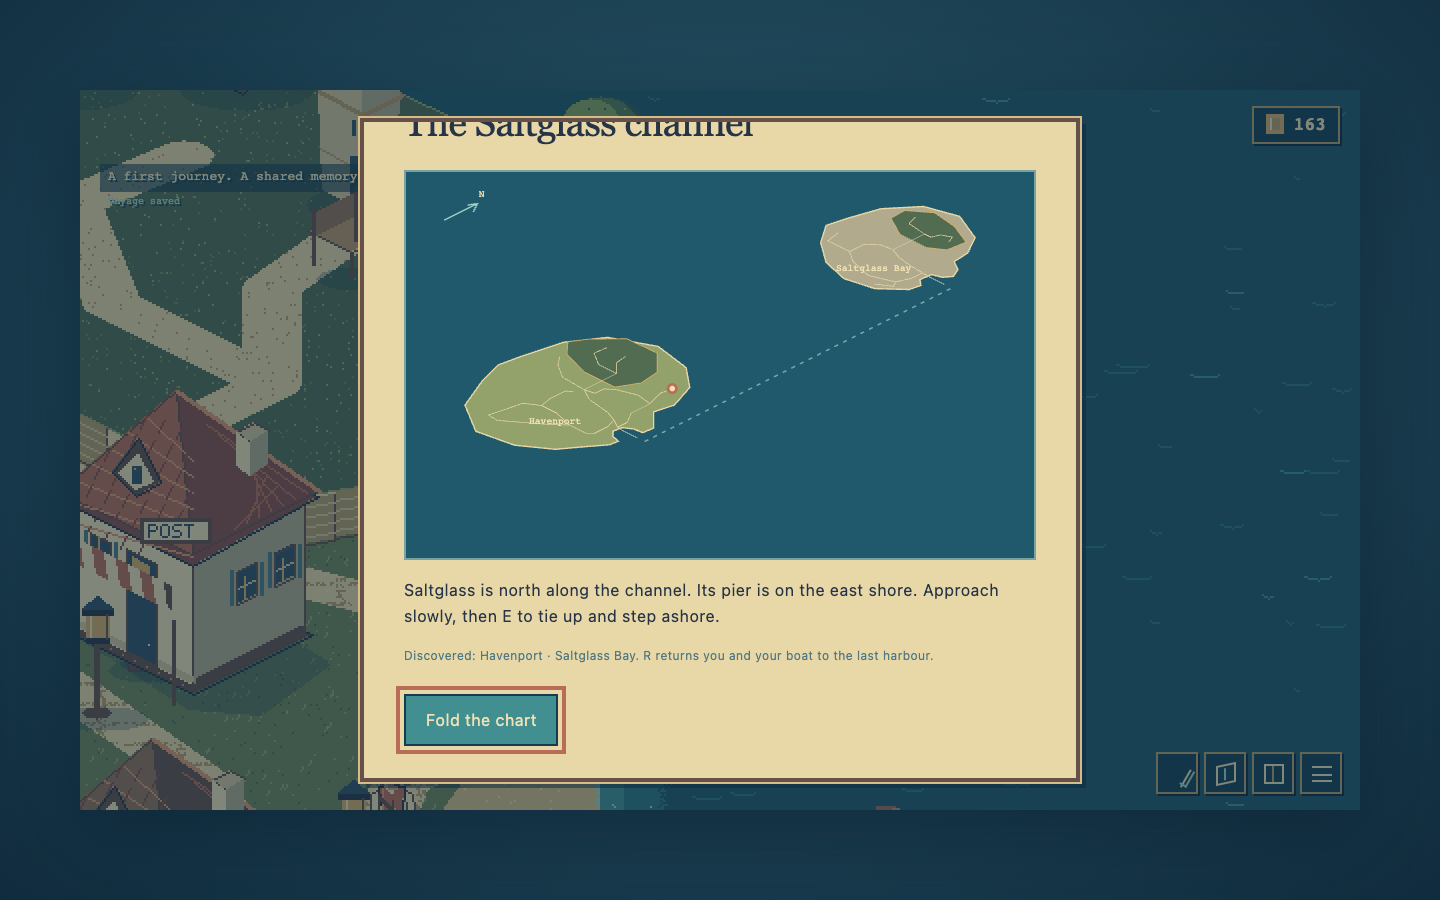 The Saltglass channel
163
A first journey. A shared memory
Voyage saved
N
Saltglass Bay
Havenport
POST
Saltglass is north along the channel. Its pier is on the east shore. Approach
slowly, then E to tie up and step ashore.
Discovered: Havenport · Saltglass Bay. R returns you and your boat to the last harbour.
Fold the chart